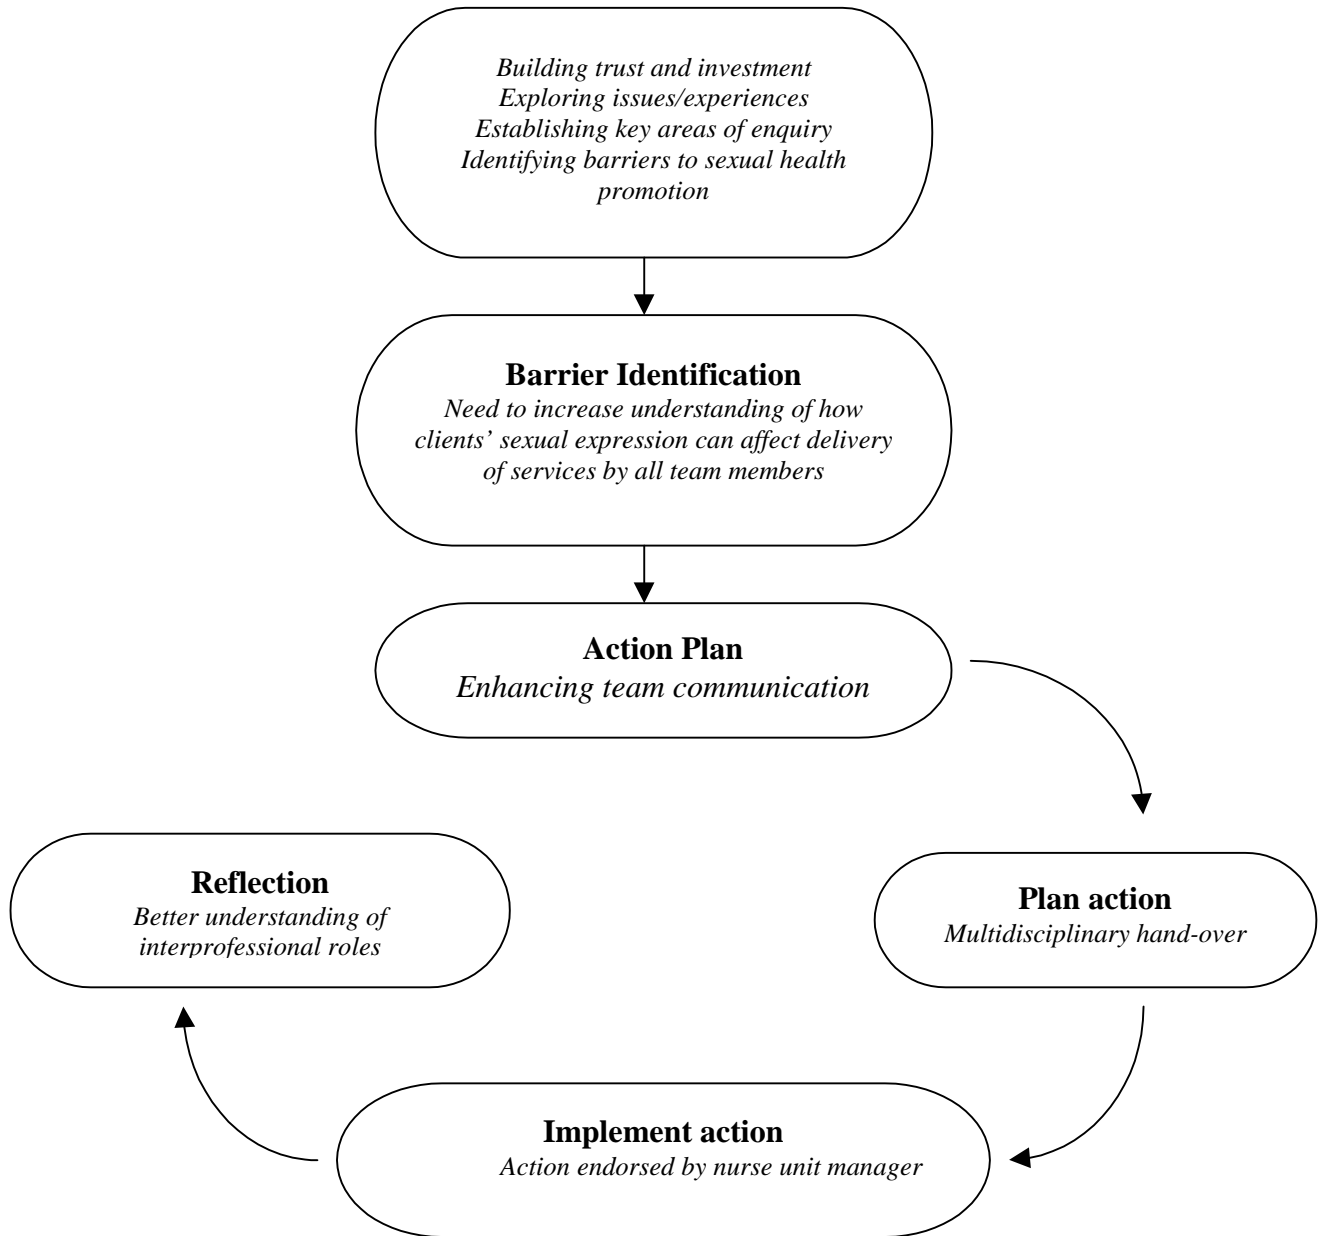 Building trust and investment
Exploring issues/experiences
Establishing key areas of enquiry
Identifying barriers to sexual health
promotion
Barrier Identification
Need to increase understanding of how
clients’ sexual expression can affect delivery
of services by all team members
Action Plan
Enhancing team communication
Plan action
Multidisciplinary hand-over
Implement action
Action endorsed by nurse unit manager
Reflection
Better understanding of
interprofessional roles